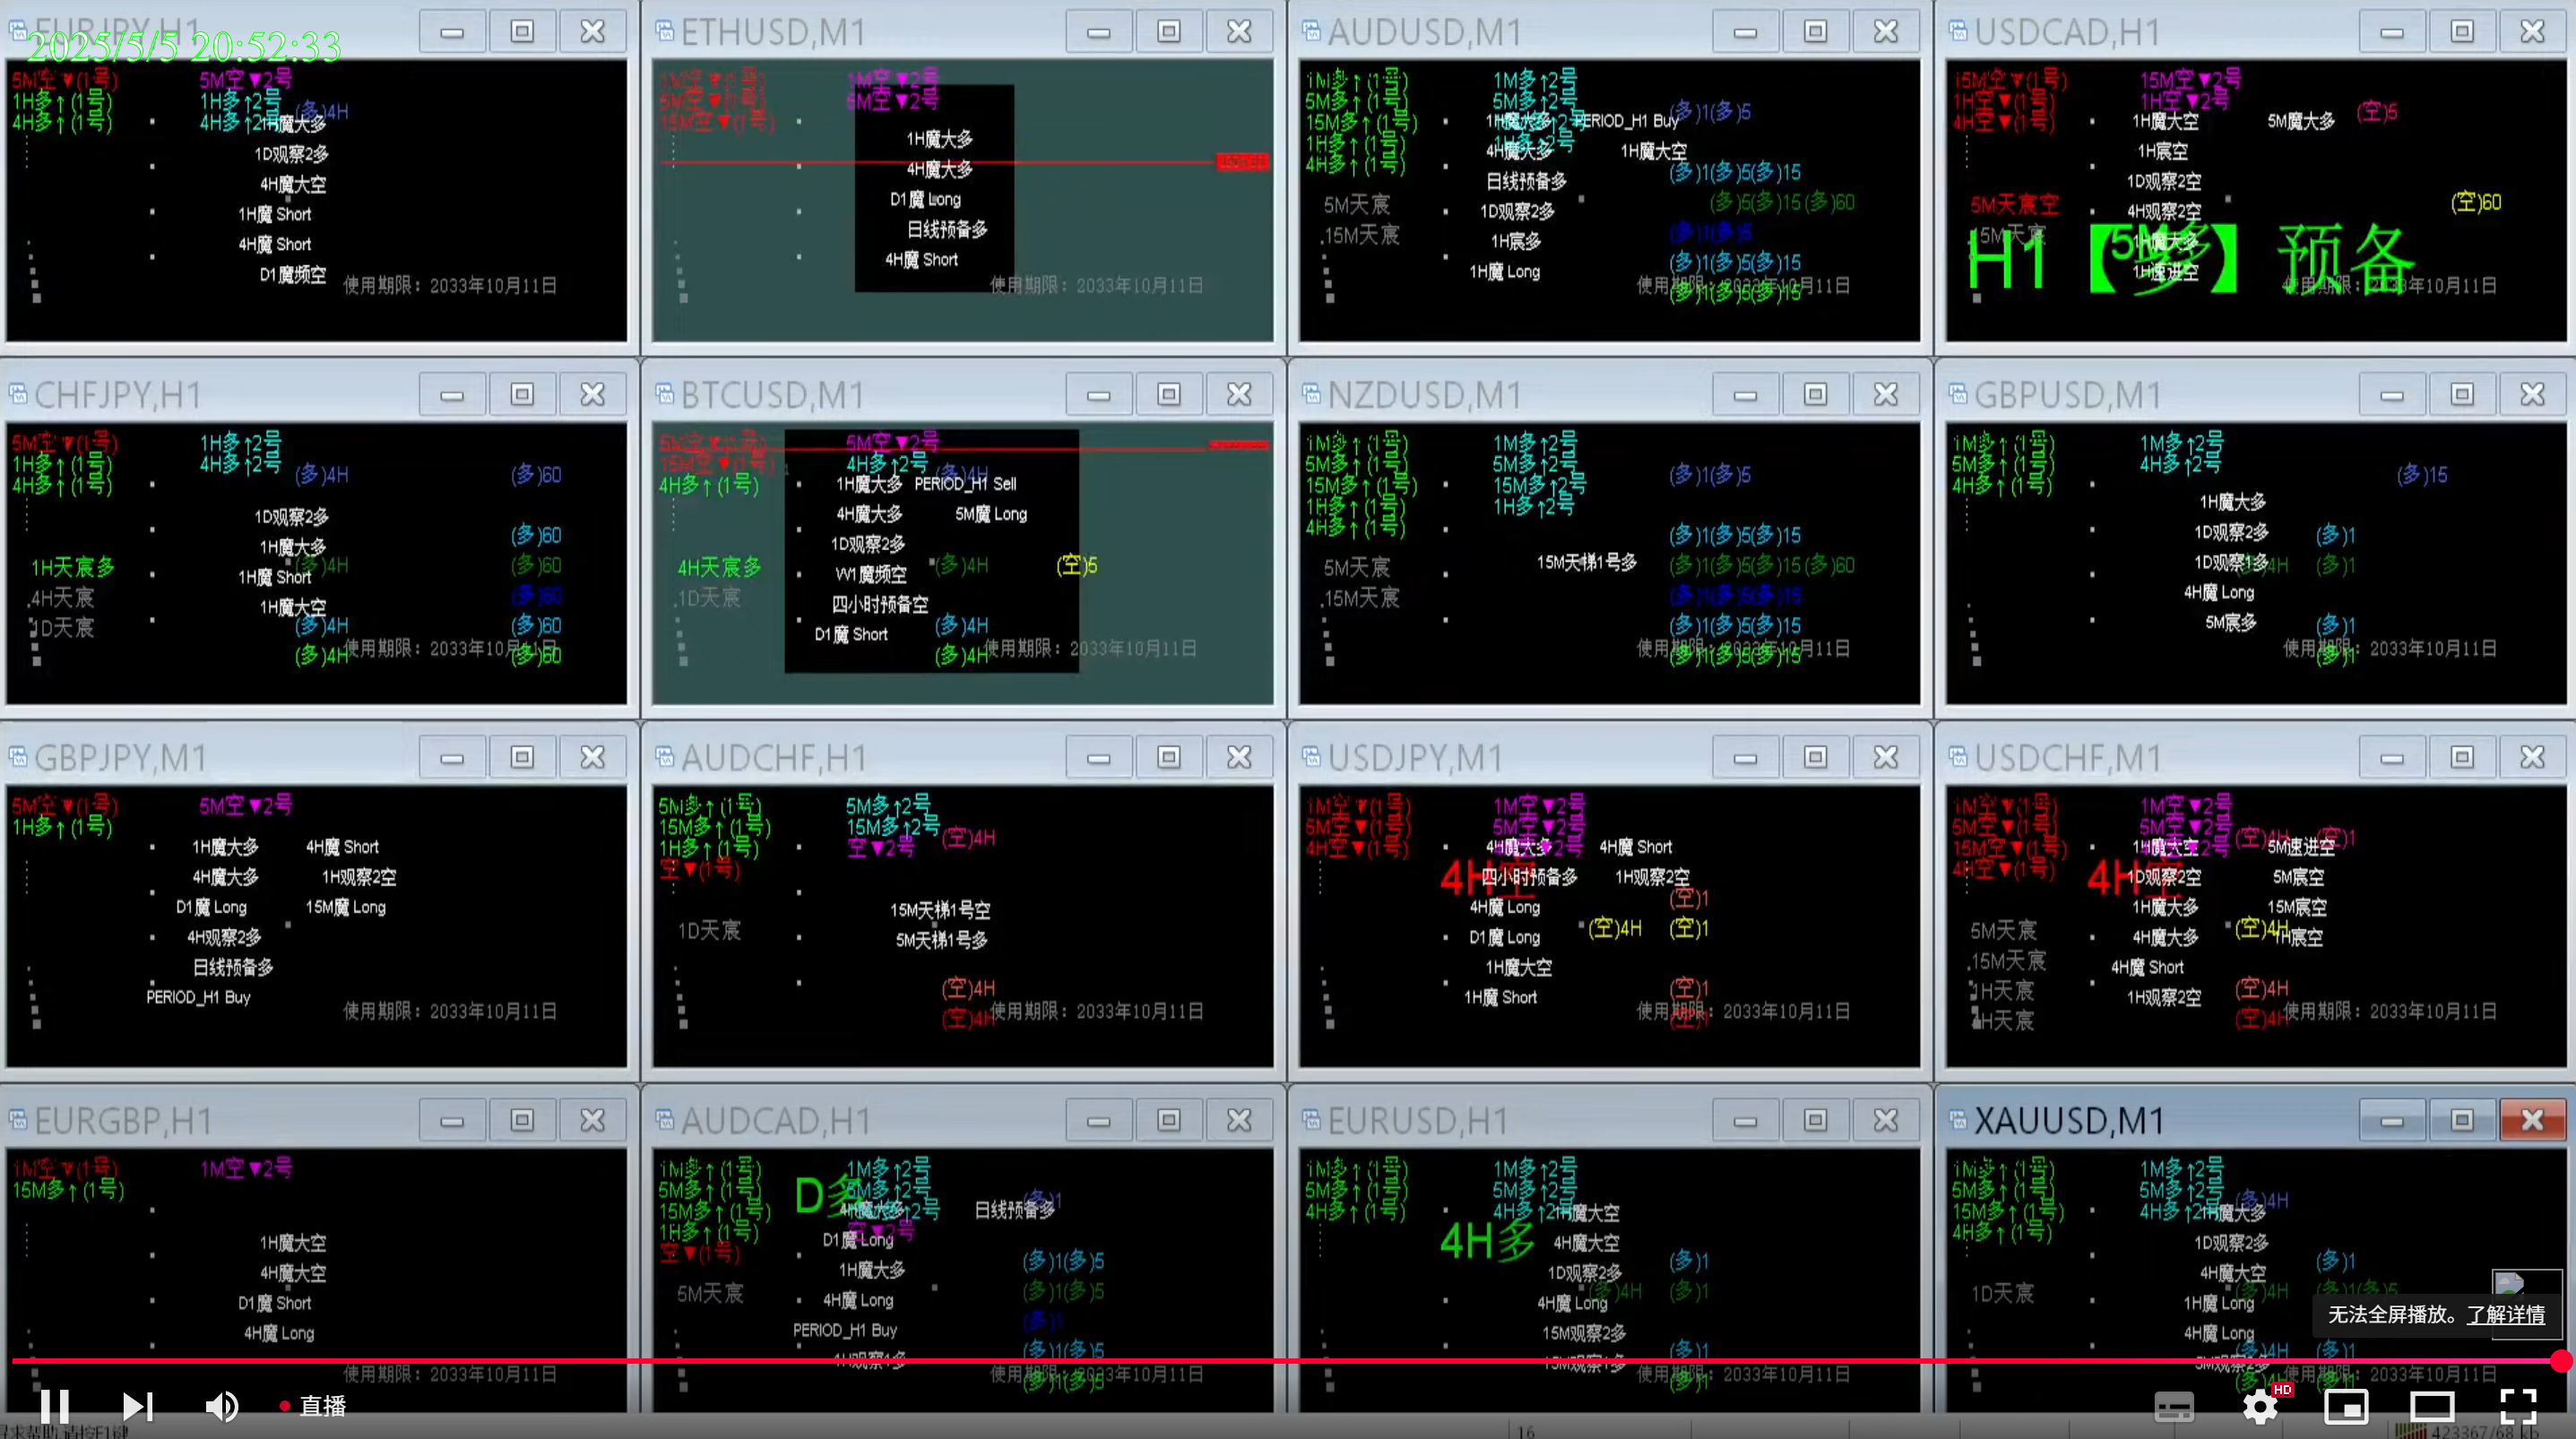 EURJPY,H1
2025/5/5 20:52:33
5M空▼(1号)
5M空▼2号
1H多↑(1号)
1H多↑2号
4H多↑(1号)
4H多↑2号
(多)4H
1H魔大多
1D观察2多
4H魔大空
1H魔 Short
4H魔 Short
D1魔频空
使用期限：2033年10月11日
ETHUSD,M1
1M空▼(1号)
1M空▼2号
5M空▼(1号)
5M空▼2号
15M空▼(1号)
1H魔大多
4H魔大多
D1魔 Long
日线预备多
4H魔 Short
使用期限：2033年10月11日
AUDUSD,M1
1M多↑(1号)
1M多↑2号
5M多↑(1号)
5M多↑2号
15M多↑(1号)
1H多↑(1号)
4H多↑(1号)
(多)1(多)5
1H魔大多
PERIOD_H1 Buy
4H魔大多
1H魔大空
日线预备多
(多)1(多)5(多)15
5M天宸
1D观察2多
(多)5(多)15(多)60
.15M天宸
1H宸多
(多)1(多)5
(多)1(多)5(多)15
1H魔 Long
(多)1(多)5(多)15
使用期限：2033年10月11日
USDCAD,H1
15M空▼(1号)
15M空▼2号
1H空▼(1号)
1H空▼2号
4H空▼(1号)
(空)5
1H魔大空
5M魔大多
1H宸空
1D观察2空
5M天宸空
4H观察2空
(空)60
15M天宸
1H魔大多
H1【5M多】 预备
1H速进空
CHFJPY,H1
5M空▼(1号)
1H多↑2号
1H多↑(1号)
4H多↑2号
4H多↑(1号)
(多)4H
(多)60
1D观察2多
1H魔大多
(多)60
1H天宸多
(多)4H
(多)60
1H魔 Short
.4H天宸
(多)60
1H魔大空
1D天宸
(多)4H
(多)60
(多)4H
(多)60
使用期限：2033年10月11日
BTCUSD,M1
5M空▼(1号)
5M空▼2号
15M空▼(1号)
4H多↑2号
4H多↑(1号)
(多)4H
1H魔大多
PERIOD_H1 Sell
4H魔大多
5M魔 Long
1D观察2多
4H天宸多
W1魔频空
(多)4H
(空)5
.1D天宸
四小时预备空
D1魔 Short
(多)4H
(多)4H
使用期限：2033年10月11日
NZDUSD,M1
1M多↑(1号)
1M多↑2号
5M多↑(1号)
5M多↑2号
15M多↑(1号)
15M多↑2号
1H多↑(1号)
1H多↑2号
4H多↑(1号)
(多)1(多)5
(多)1(多)5(多)15
5M天宸
15M天梯1号多
(多)1(多)5(多)15(多)60
.15M天宸
(多)1(多)5(多)15
(多)1(多)5(多)15
(多)1(多)5(多)15
使用期限：2033年10月11日
GBPUSD,M1
1M多↑(1号)
1M多↑2号
5M多↑(1号)
4H多↑2号
4H多↑(1号)
(多)15
1H魔大多
1D观察2多
(多)1
1D观察1多
(多)4H
(多)1
4H魔 Long
5M宸多
(多)1
(多)1
使用期限：2033年10月11日
GBPJPY,M1
5M空▼(1号)
5M空▼2号
1H多↑(1号)
1H魔大多
4H魔 Short
4H魔大多
1H观察2空
D1魔 Long
15M魔 Long
4H观察2多
日线预备多
PERIOD_H1 Buy
使用期限：2033年10月11日
AUDCHF,H1
5M多↑(1号)
5M多↑2号
15M多↑(1号)
15M多↑2号
1H多↑(1号)
空▼2号
(空)4H
空▼(1号)
15M天梯1号空
1D天宸
5M天梯1号多
(空)4H
(空)4H
使用期限：2033年10月11日
USDJPY,M1
1M空▼(1号)
1M空▼2号
5M空▼(1号)
5M空▼2号
4H空▼(1号)
4H魔大多
4H魔 Short
4H空
四小时预备多
1H观察2空
4H魔 Long
(空)1
D1魔 Long
(空)4H
(空)1
1H魔大空
1H魔 Short
(空)1
使用期限：2033年10月11日
USDCHF,M1
1M空▼(1号)
1M空▼2号
5M空▼(1号)
5M空▼2号
15M空▼(1号)
4H空▼(1号)
(空)4H
(空)1
1H魔大空
5M速进空
4H空
1D观察2空
5M宸空
1H魔大多
15M宸空
5M天宸
4H魔大多
(空)4H
1H宸空
.15M天宸
4H魔 Short
1H天宸
1H观察2空
(空)4H
4H天宸
(空)4H
使用期限：2033年10月11日
EURGBP,H1
1M空▼(1号)
1M空▼2号
15M多↑(1号)
1H魔大空
4H魔大空
D1魔 Short
4H魔 Long
使用期限：2033年10月11日
AUDCAD,H1
1M多↑(1号)
1M多↑2号
5M多↑(1号)
5M多↑2号
15M多↑(1号)
1H多↑(1号)
空▼(1号)
D多
(多)1
4H魔大多
日线预备多
D1魔 Long
1H魔大多
(多)1(多)5
5M天宸
4H魔 Long
(多)1(多)5
(多)1
PERIOD_H1 Buy
(多)1(多)5
1H观察1多
(多)1(多)5
使用期限：2033年10月11日
EURUSD,H1
1M多↑(1号)
1M多↑2号
5M多↑(1号)
5M多↑2号
4H多↑(1号)
4H多↑2号
1H魔大空
4H多
4H魔大空
(多)1
1D观察2多
(多)4H
(多)1
4H魔 Long
15M观察2多
(多)1
15M观察1多
(多)1
使用期限：2033年10月11日
XAUUSD,M1
1M多↑(1号)
1M多↑2号
5M多↑(1号)
5M多↑2号
15M多↑(1号)
4H多↑2号
4H多↑(1号)
(多)4H
1H魔大多
1D观察2多
4H魔大空
(多)1
1D天宸
(多)4H
(多)1(多)5
1H魔 Long
4H魔 Long
(多)4H
(多)1
5M观察2多
使用期限：2033年10月11日
无法全屏播放。了解详情
直播
HD
16